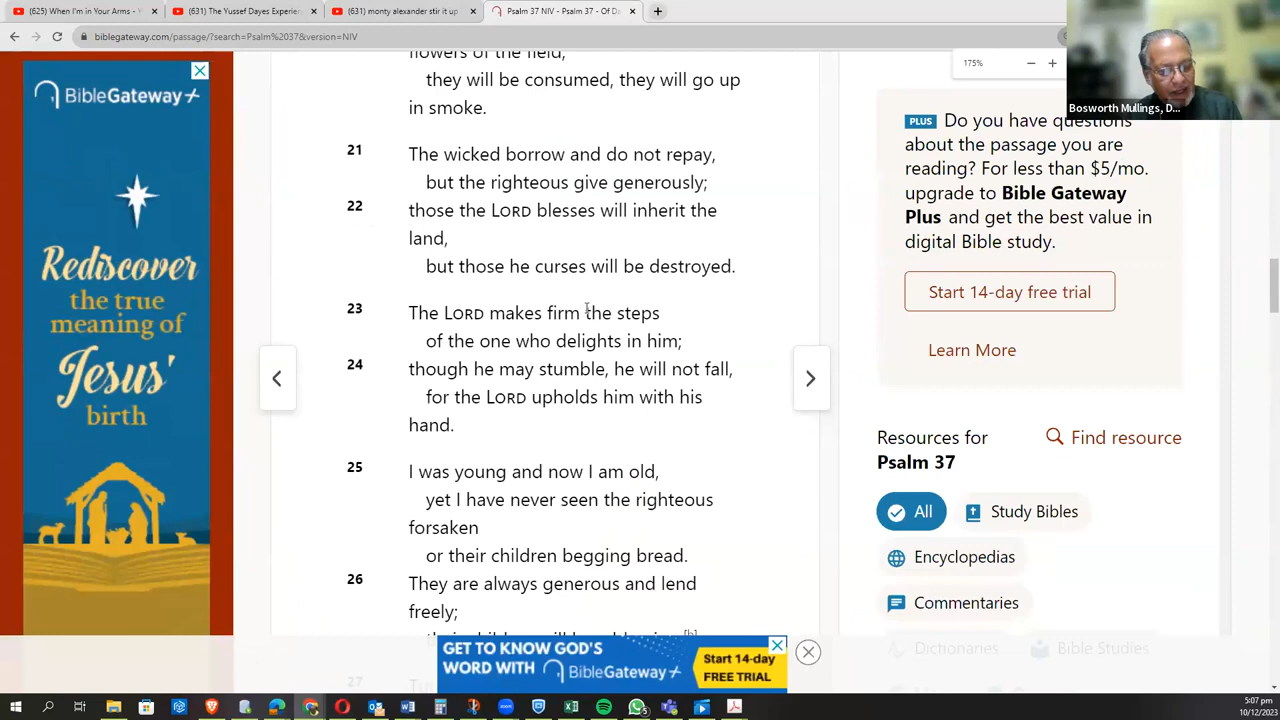 (625) When I'm in Your Arms -
(631) The Yussef Dayes Experien
(631) monty alexander stir it up
Psalm 37 NIV - Psalm 37 - Of De
biblegateway.com/passage/?search=Psalm%2037&version=NIV
175%
Bosworth Mullings, D...
BibleGateway+
Rediscover
the true
meaning of
Jesus'
birth
flowers of the field,
they will be consumed, they will go up
in smoke.
21 The wicked borrow and do not repay,
but the righteous give generously;
22 those the LORD blesses will inherit the
land,
but those he curses will be destroyed.
23 The LORD makes firm the steps
of the one who delights in him;
24 though he may stumble, he will not fall,
for the LORD upholds him with his
hand.
25 I was young and now I am old,
yet I have never seen the righteous
forsaken
or their children begging bread.
26 They are always generous and lend
freely;
[b]
27
PLUS Do you have questions
about the passage you are
reading? For less than $5/mo.
upgrade to Bible Gateway
Plus and get the best value in
digital Bible study.
Start 14-day free trial
Learn More
Resources for
Psalm 37
Find resource
All
Study Bibles
Encyclopedias
Commentaries
Dictionaries
Bible Studies
GET TO KNOW GOD'S
WORD WITH BibleGateway+
Start 14-day
FREE TRIAL
5:07 pm
10/12/2023